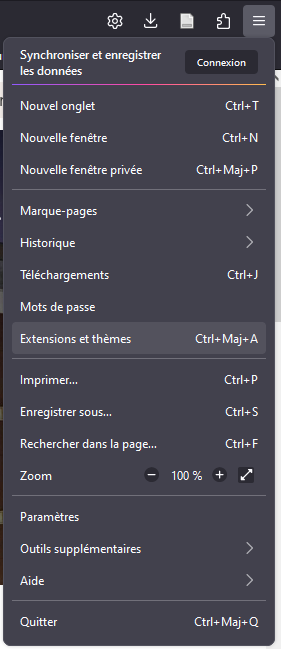 Synchroniser et enregistrer
les données
Connexion
Nouvel onglet Ctrl+T
Nouvelle fenêtre Ctrl+N
Nouvelle fenêtre privée Ctrl+Maj+P
Marque-pages
Historique
Téléchargements Ctrl+J
Mots de passe
Extensions et thèmes Ctrl+Maj+A
Imprimer... Ctrl+P
Enregistrer sous... Ctrl+S
Rechercher dans la page... Ctrl+F
Zoom 100 %
Paramètres
Outils supplémentaires
Aide
Quitter Ctrl+Maj+Q